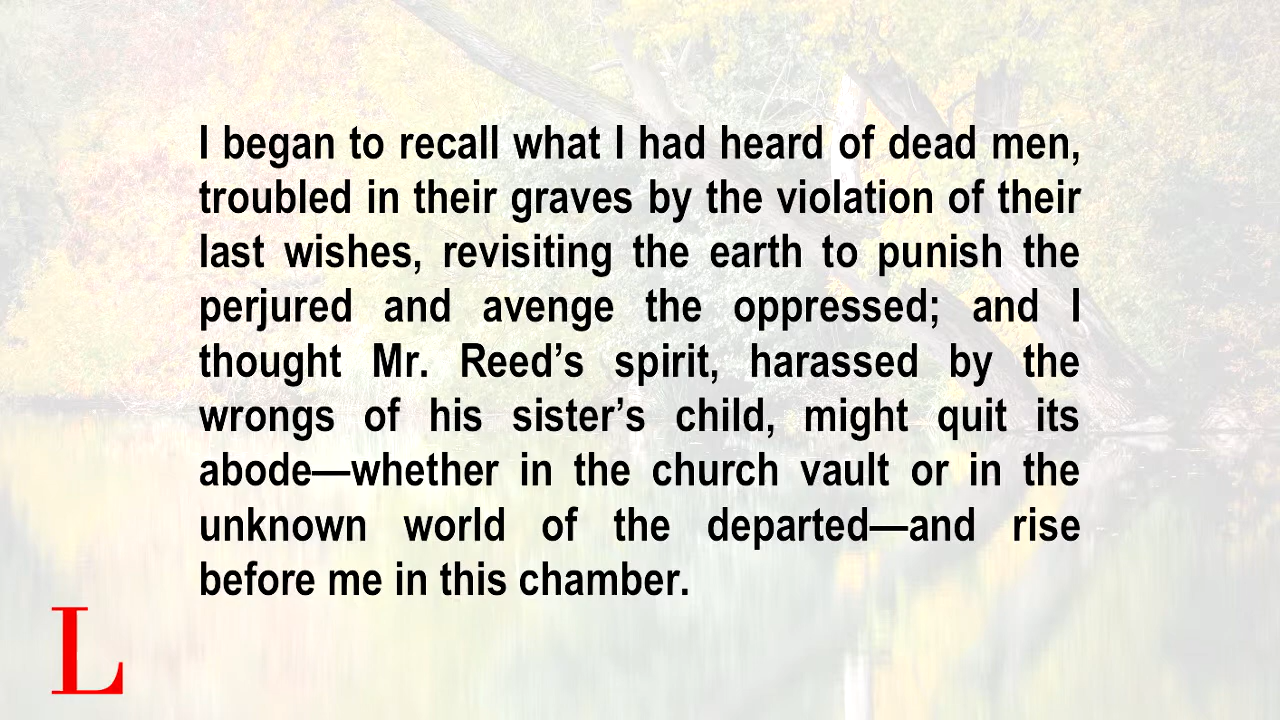 I began to recall what I had heard of dead men,
troubled in their graves by the violation of their
last wishes, revisiting the earth to punish the
perjured and avenge the oppressed; and I
thought Mr. Reed’s spirit, harassed by the
wrongs of his sister’s child, might quit its
abode—whether in the church vault or in the
unknown world of the departed—and rise
before me in this chamber.
L